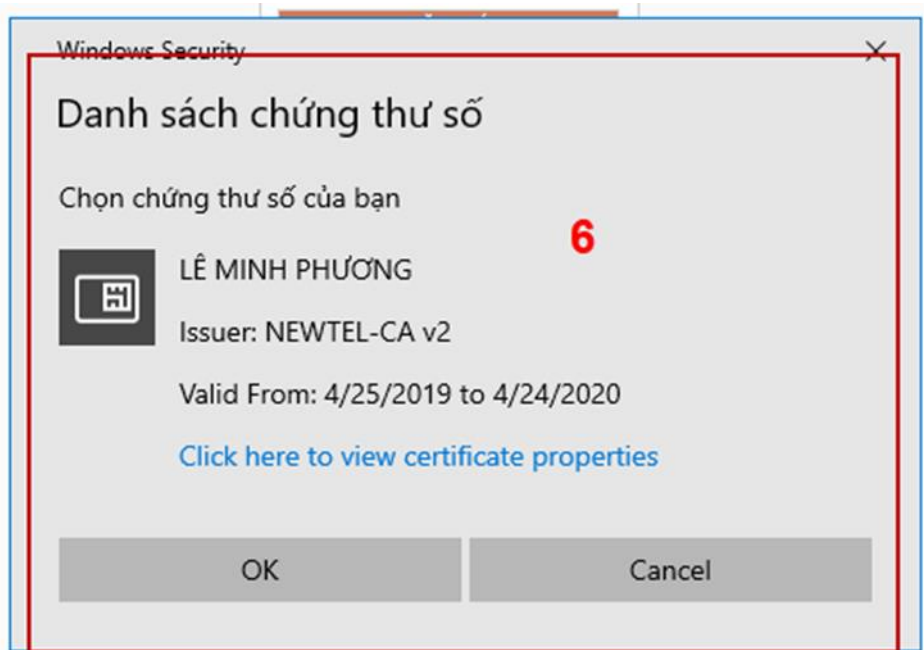 Windows Security
Danh sách chứng thư số
Chọn chứng thư số của bạn
6
LÊ MINH PHƯƠNG
Issuer: NEWTEL-CA v2
Valid From: 4/25/2019 to 4/24/2020
Click here to view certificate properties
OK
Cancel